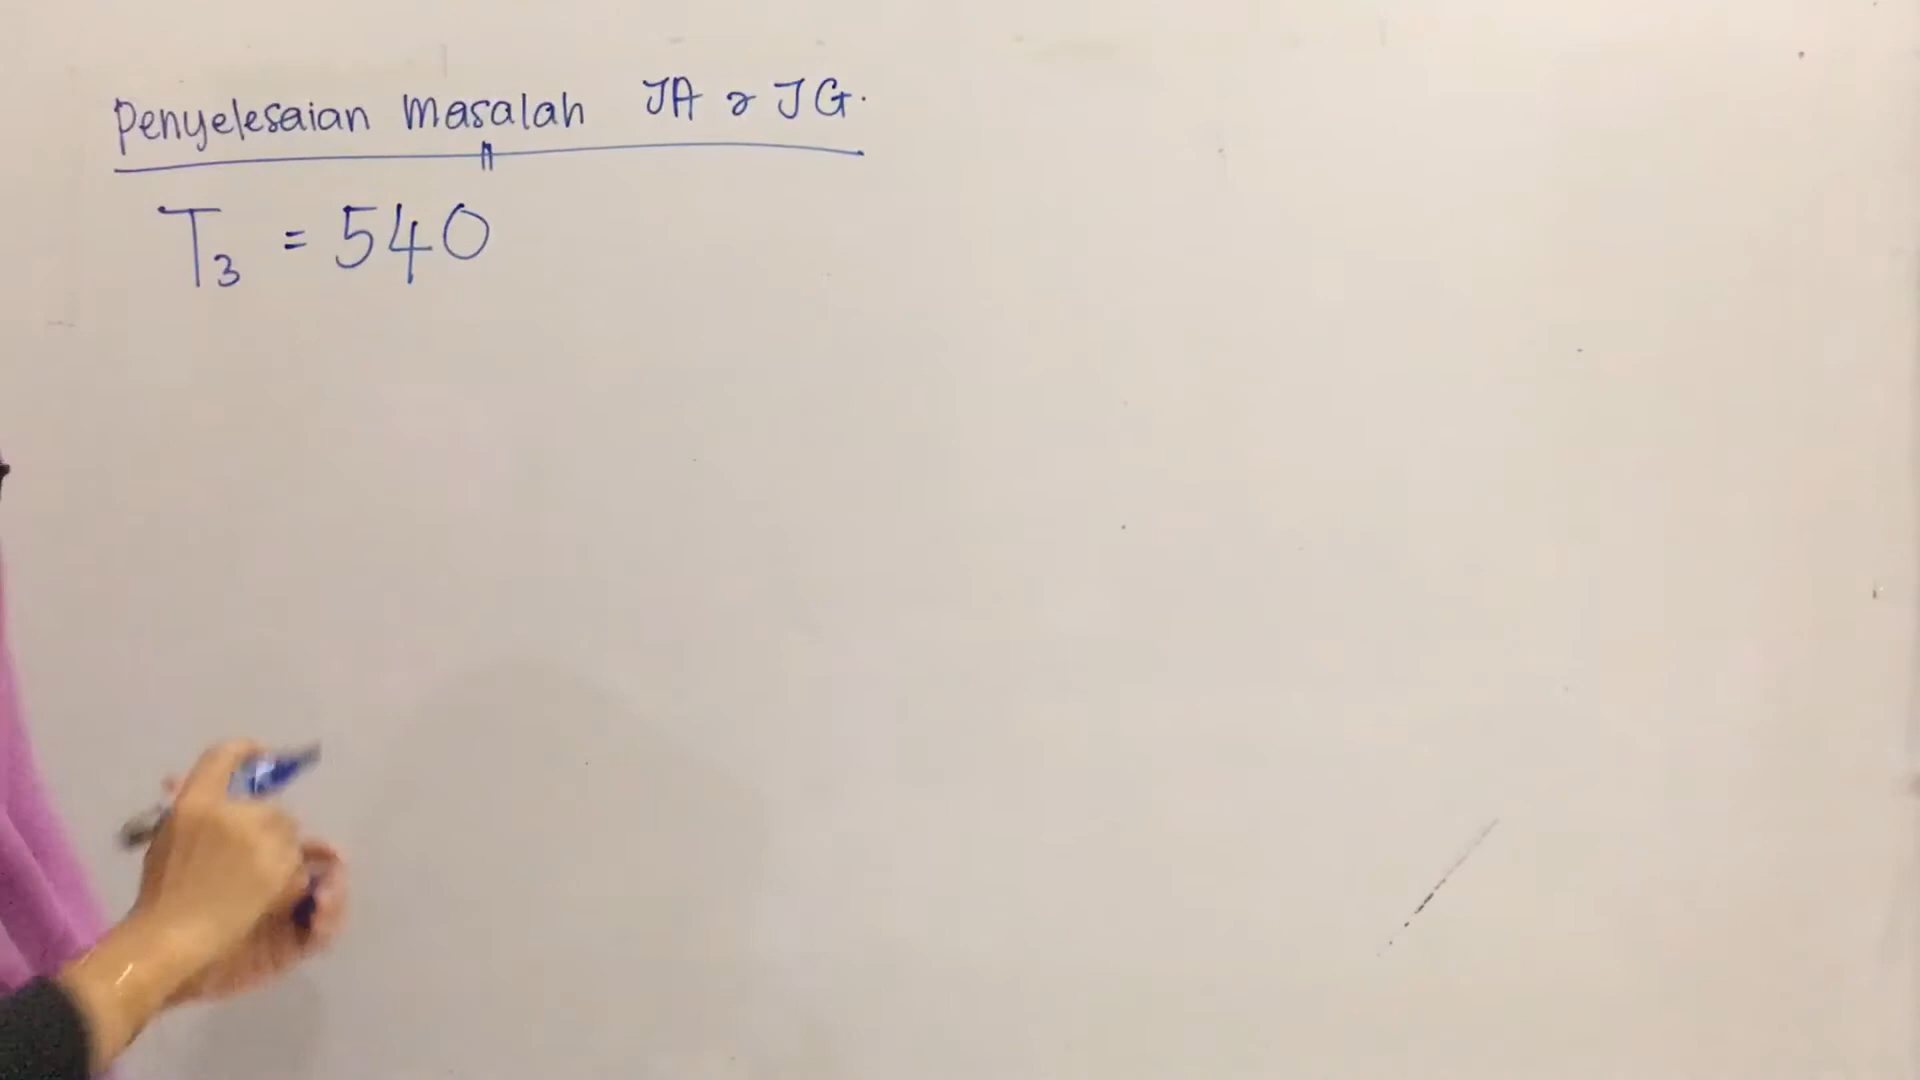 Penyelesaian Masalah JA & JG.
T₃ = 540